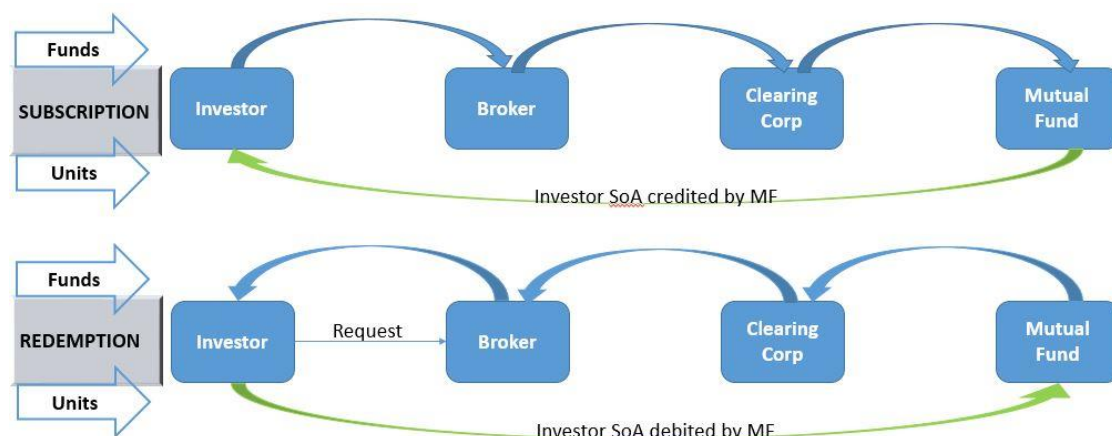 Funds
SUBSCRIPTION
Units
Investor
Broker
Clearing
Corp
Mutual
Fund
Investor SoA credited by MF
Funds
REDEMPTION
Units
Investor
Request
Broker
Clearing
Corp
Mutual
Fund
Investor SoA debited by MF